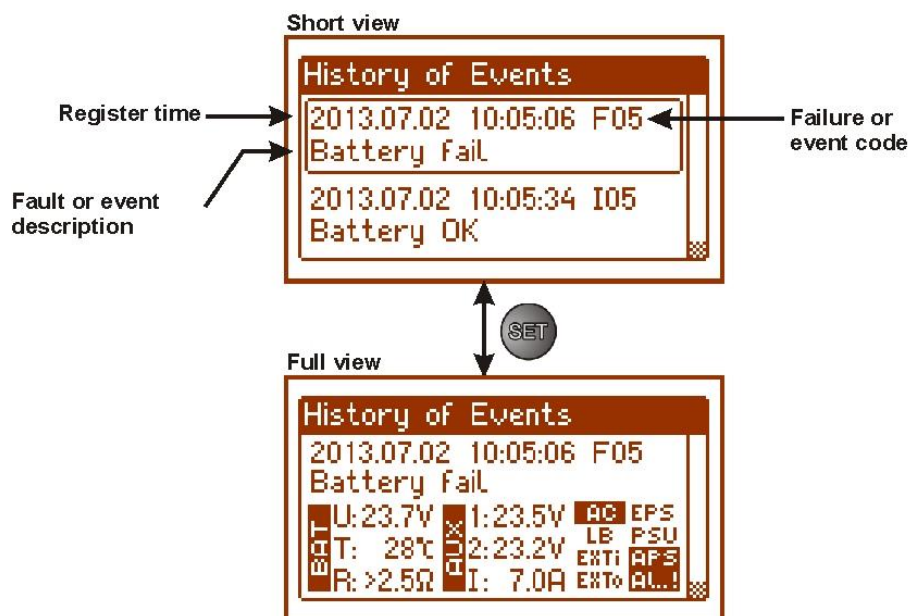 Short view
History of Events
Register time
2013.07.02 10:05:06 F05
Failure or
event code
Battery fail
Fault or event
description
2013.07.02 10:05:34 I05
Battery OK
SET
Full view
History of Events
2013.07.02 10:05:06 F05
Battery fail
BAT U:23.7V AUX 1:23.5V AC EPS
T: 28℃ 2:23.2V LB PSU
R:>2.5Ω I: 7.0A EXTi APS
EXTo AL.!